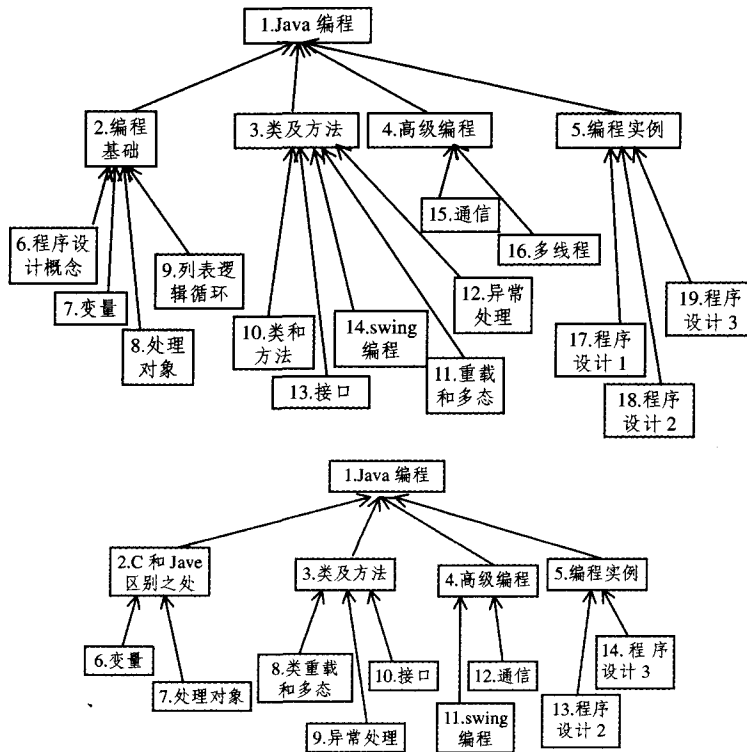 1.Java 编程
2.编程
基础
3.类及方法
4.高级编程
5.编程实例
6.程序设
计概念
7.变量
8.处理
对象
9.列表逻
辑循环
10.类和
方法
13.接口
14.swing
编程
11.重载
和多态
12.异常
处理
15.通信
16.多线程
17.程序
设计 1
18.程序
设计 2
19.程序
设计 3
1.Java 编程
2.C 和 Jave
区别之处
3.类及方法
4.高级编程
5.编程实例
6.变量
7.处理对象
8.类重载
和多态
9.异常处理
10.接口
11.swing
编程
12.通信
13.程序
设计 2
14.程 序
设计 3